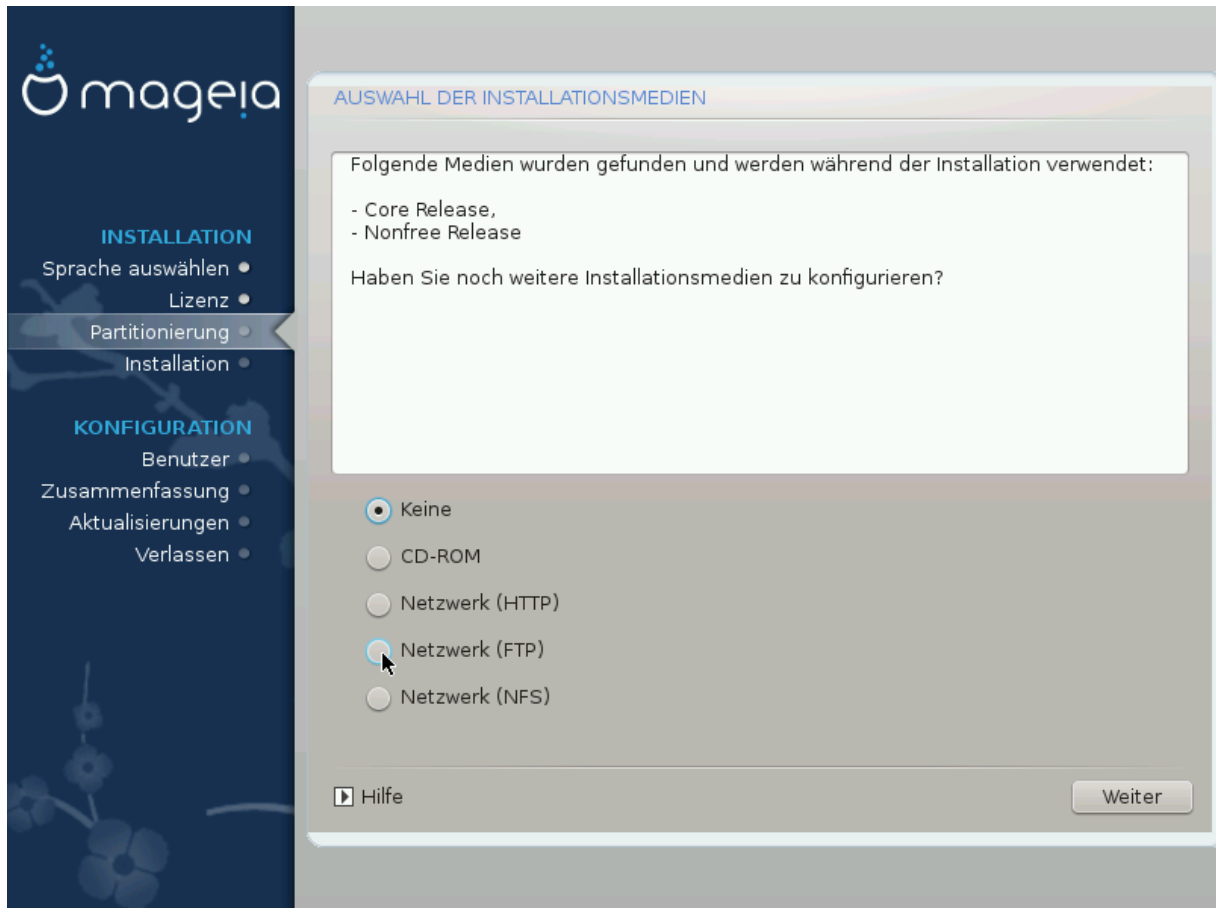 mageia
INSTALLATION
Sprache auswählen
Lizenz
Partitionierung
Installation
KONFIGURATION
Benutzer
Zusammenfassung
Aktualisierungen
Verlassen
AUSWAHL DER INSTALLATIONSMEDIEN
Folgende Medien wurden gefunden und werden während der Installation verwendet:
- Core Release,
- Nonfree Release
Haben Sie noch weitere Installationsmedien zu konfigurieren?
Keine
CD-ROM
Netzwerk (HTTP)
Netzwerk (FTP)
Netzwerk (NFS)
Hilfe
Weiter